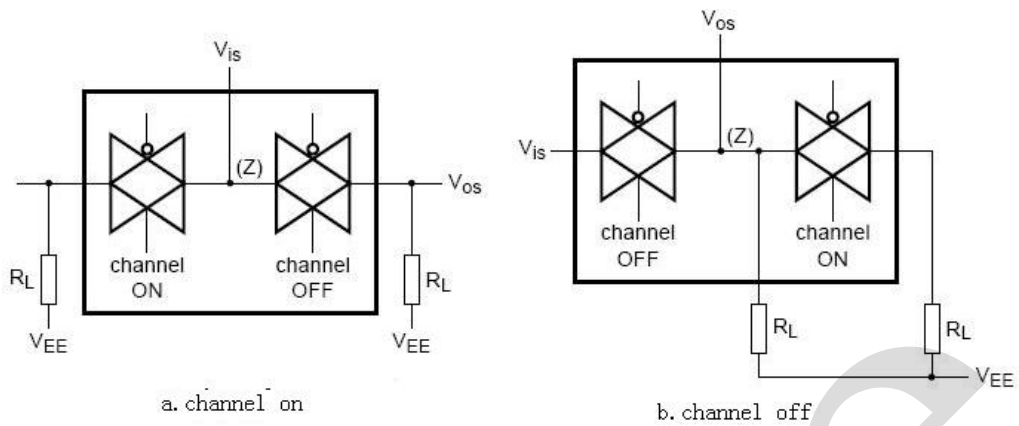 Vis
(Z)
Vos
RL
channel
ON
channel
OFF
RL
VEE
VEE
a. channel on
Vos
Vis
(Z)
channel
OFF
channel
ON
RL
RL
VEE
b. channel off